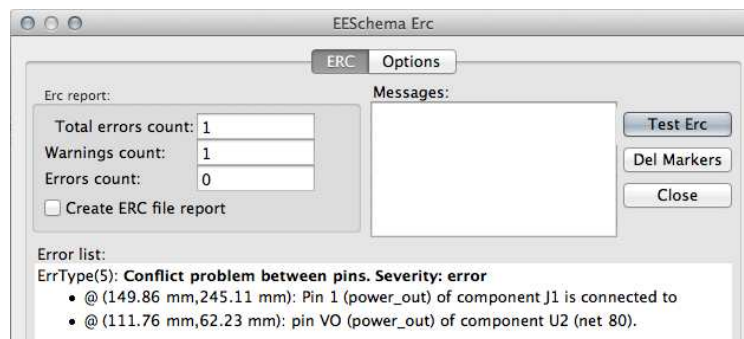 EESchema Erc
ERC Options
Erc report:
Messages:
Total errors count: 1
Warnings count: 1
Errors count: 0
Create ERC file report
Test Erc
Del Markers
Close
Error list:
ErrType(5): Conflict problem between pins. Severity: error
• @ (149.86 mm,245.11 mm): Pin 1 (power_out) of component J1 is connected to
• @ (111.76 mm,62.23 mm): pin VO (power_out) of component U2 (net 80).